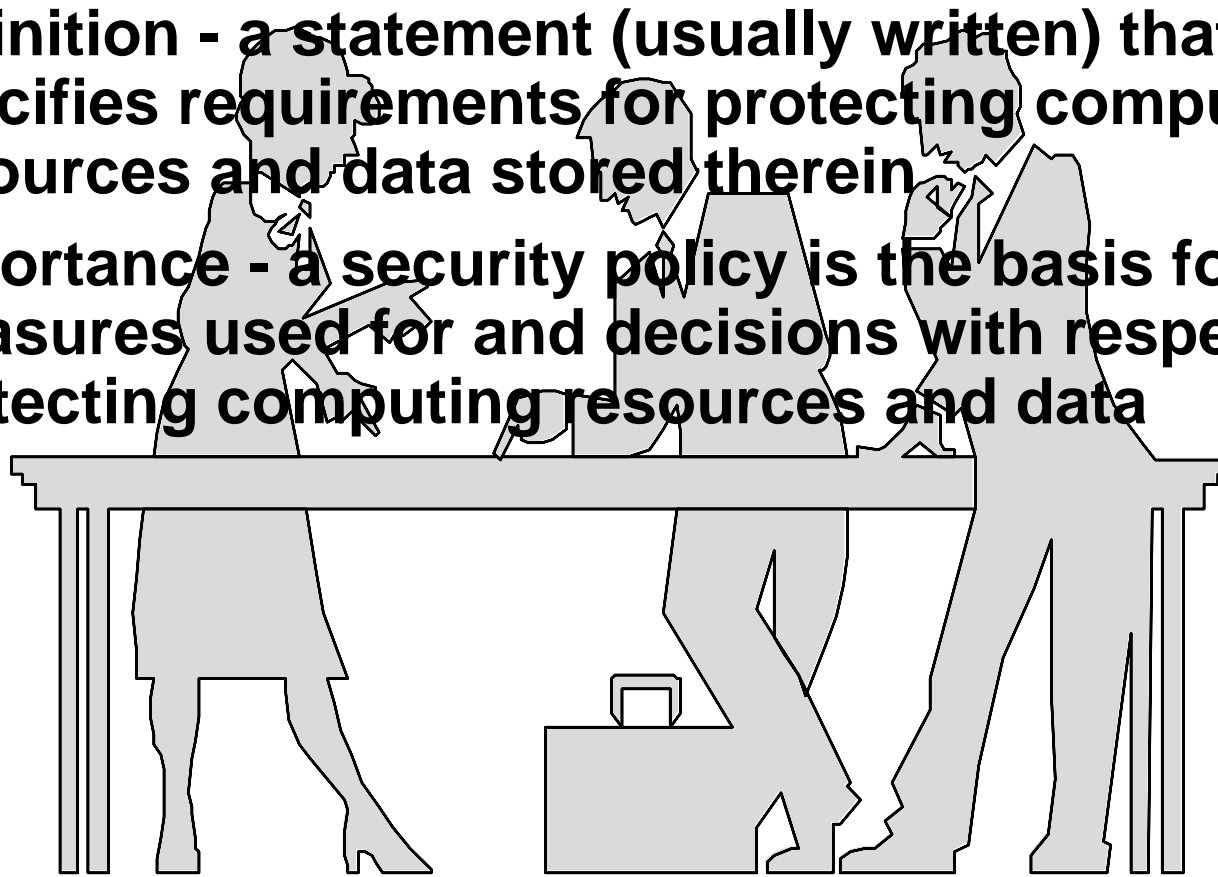 inition - a statement (usually written) that
cifies requirements for protecting compu
ources and data stored therein
ortance - a security policy is the basis fo
asures used for and decisions with respe
tecting computing resources and data